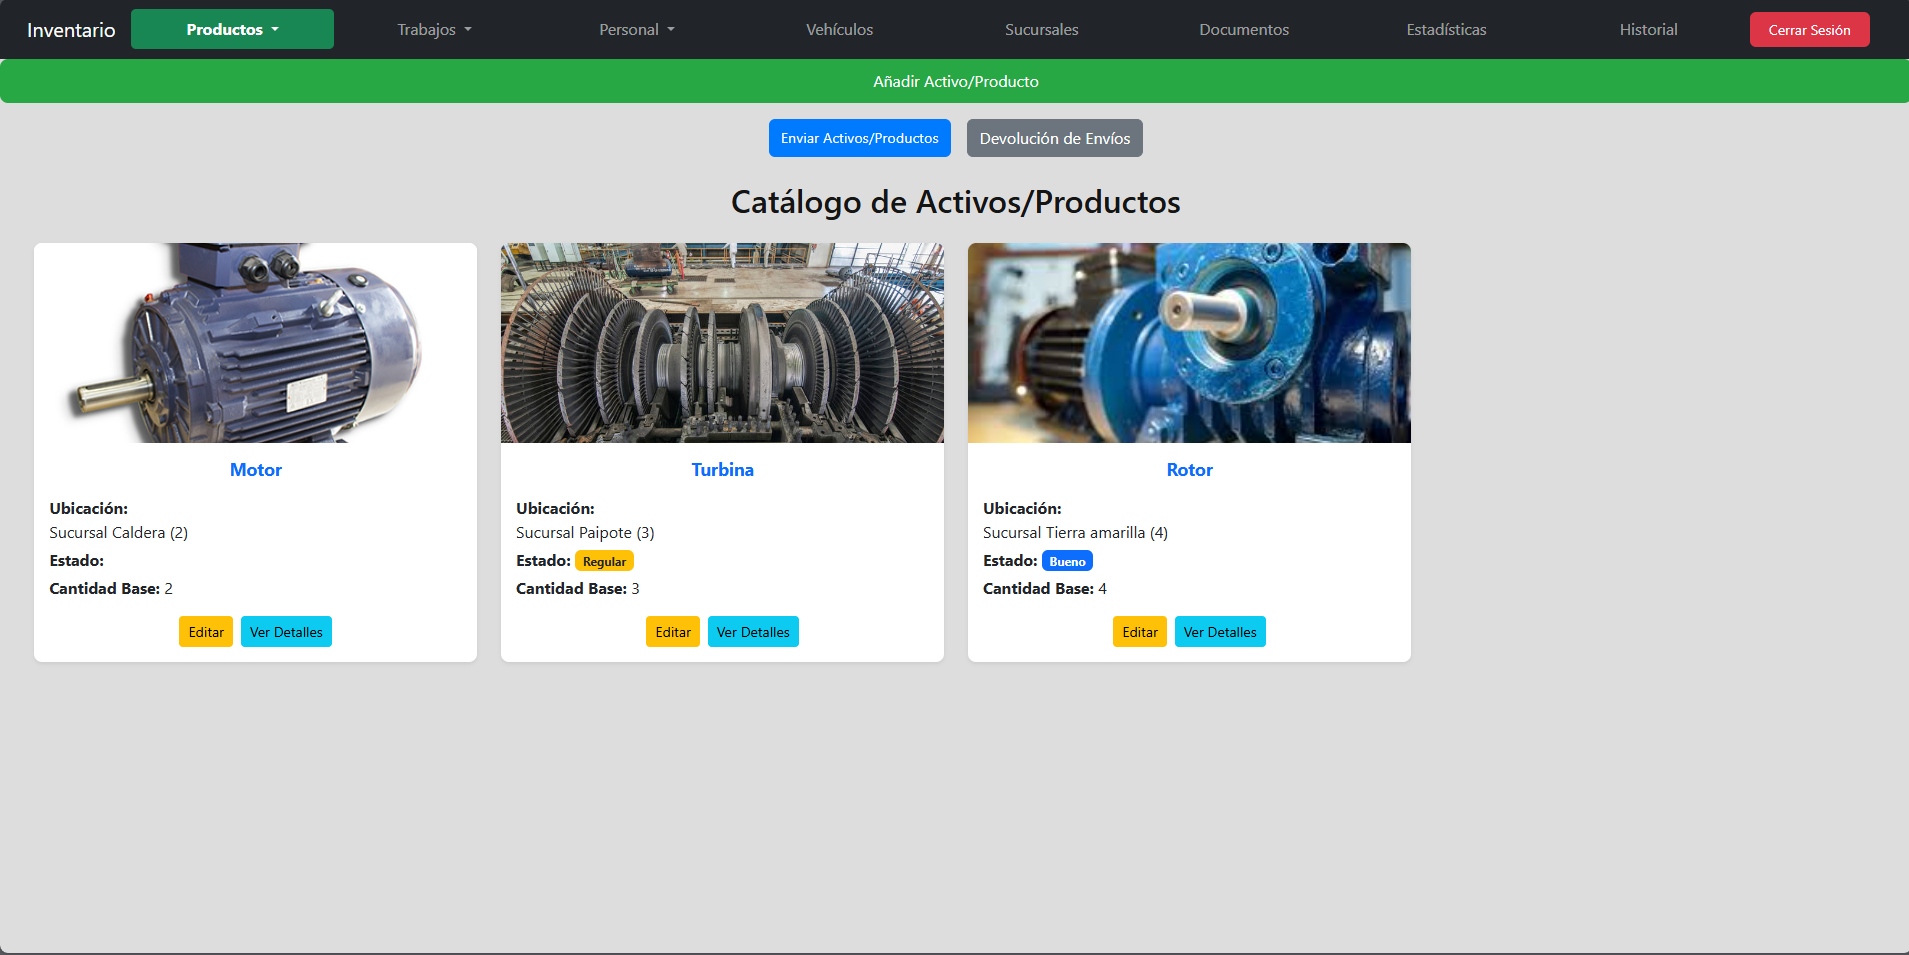 Inventario Productos Trabajos Personal Vehículos Sucursales Documentos Estadísticas Historial Cerrar Sesión
Añadir Activo/Producto
Enviar Activos/Productos Devolución de Envíos
Catálogo de Activos/Productos
Motor
Ubicación:
Sucursal Caldera (2)
Estado:
Cantidad Base: 2
Editar Ver Detalles
Turbina
Ubicación:
Sucursal Paipote (3)
Estado: Regular
Cantidad Base: 3
Editar Ver Detalles
Rotor
Ubicación:
Sucursal Tierra amarilla (4)
Estado: Bueno
Cantidad Base: 4
Editar Ver Detalles